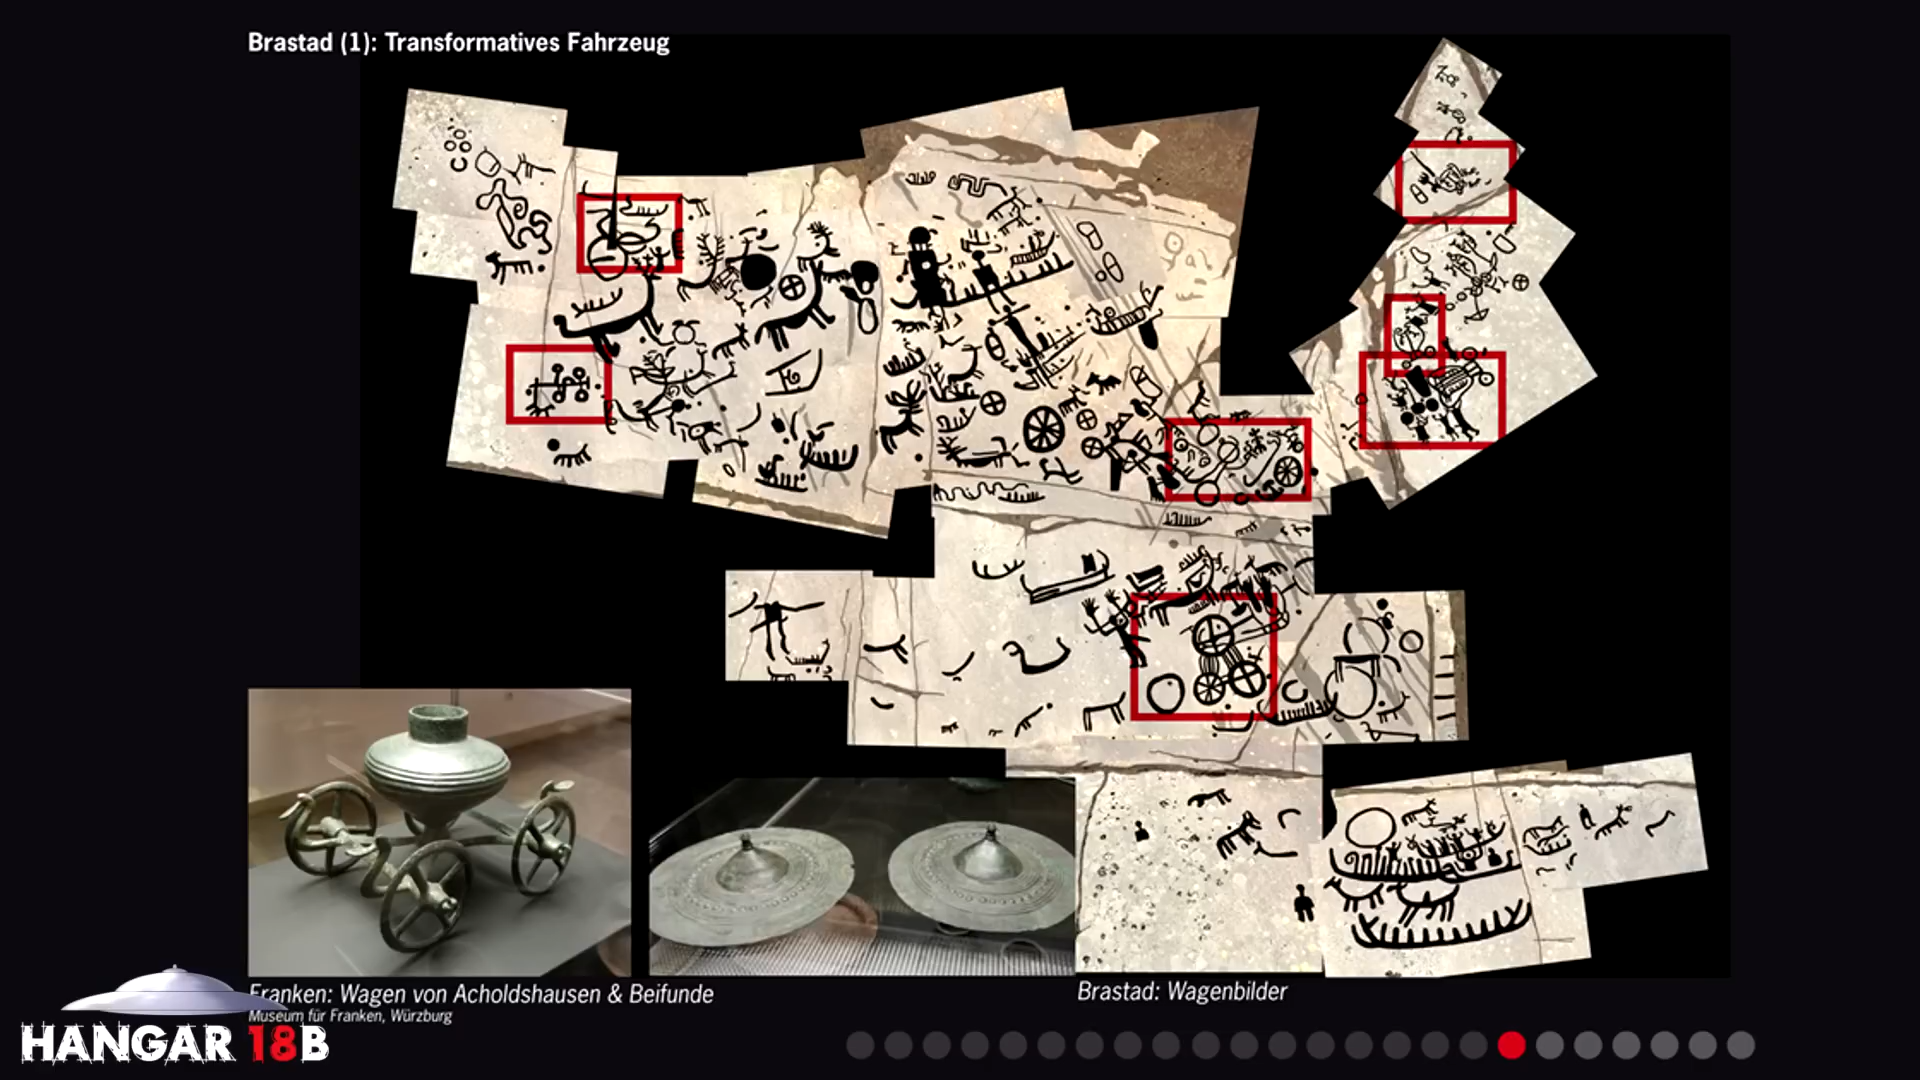 Brastad (1): Transformatives Fahrzeug
Franken: Wagen von Acholdshausen & Beifunde
Museum für Franken, Würzburg
Brastad: Wagenbilder
HANGAR 18B